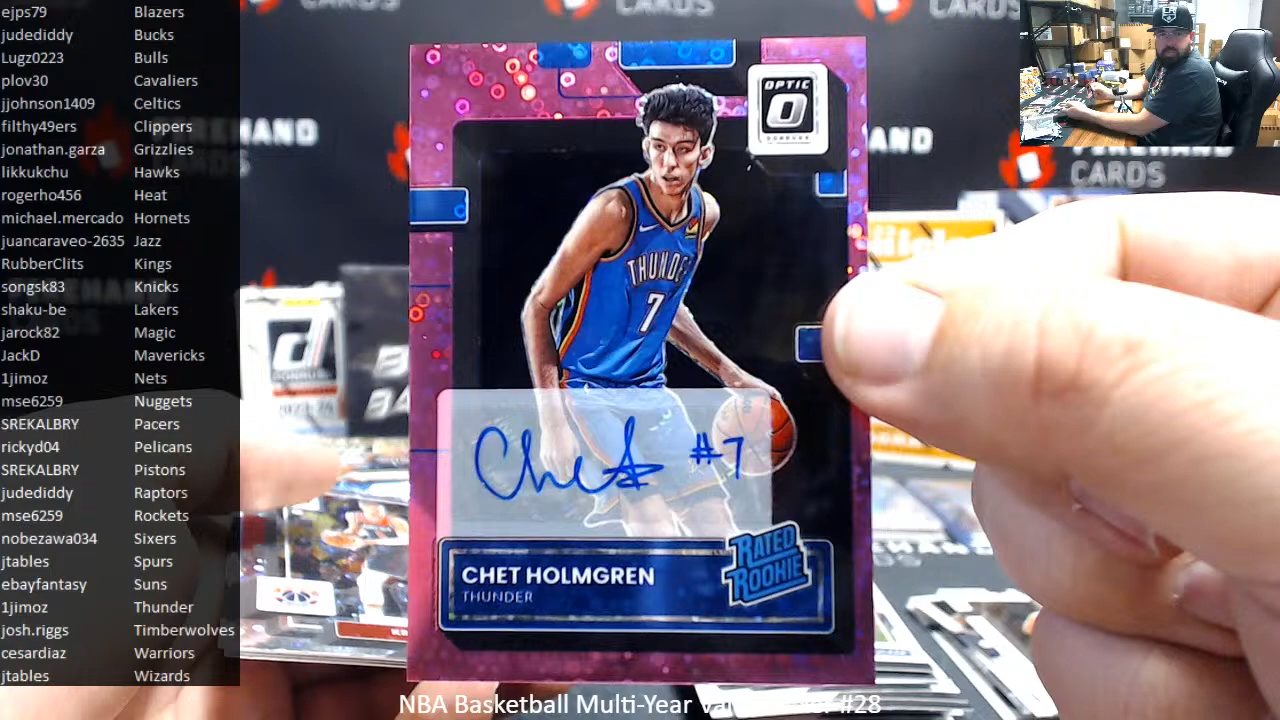 ejps79 Blazers
judediddy Bucks
Lugz0223 Bulls
plov30 Cavaliers
jjohnson1409 Celtics
filthy49ers Clippers
jonathan.garza Grizzlies
likkukchu Hawks
rogerho456 Heat
michael.mercado Hornets
juancaraveo-2635 Jazz
RubberClits Kings
songsk83 Knicks
shaku-be Lakers
jarock82 Magic
JackD Mavericks
1jimoz Nets
mse6259 Nuggets
SREKALBRY Pacers
rickyd04 Pelicans
SREKALBRY Pistons
judediddy Raptors
mse6259 Rockets
nobezawa034 Sixers
jtables Spurs
ebayfantasy Suns
1jimoz Thunder
josh.riggs Timberwolves
cesardiaz Warriors
jtables Wizards
CARDS
CARDS
CARDS
OPTIC
DONRUSS
THUNDER
7
Chet #7
RATED
ROOKIE
CHET HOLMGREN
THUNDER
NBA Basketball Multi-Year #28